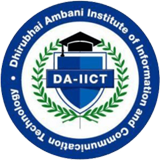 • Dhirubhai Ambani Institute of Information and Communication Technology
DA-IICT